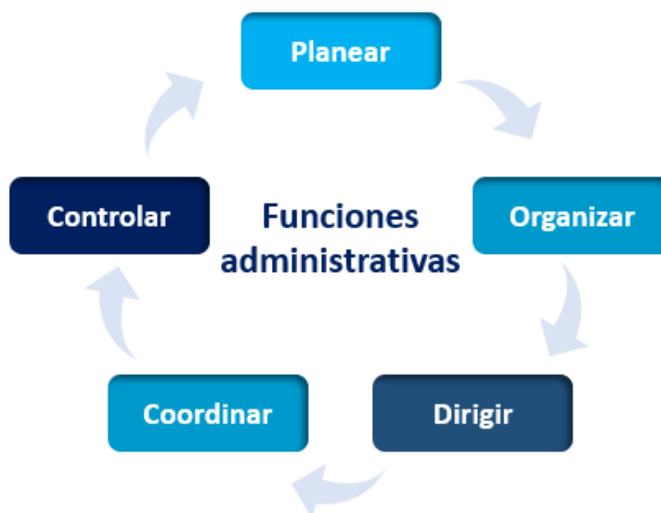 Planear
Controlar
Funciones
administrativas
Organizar
Coordinar
Dirigir